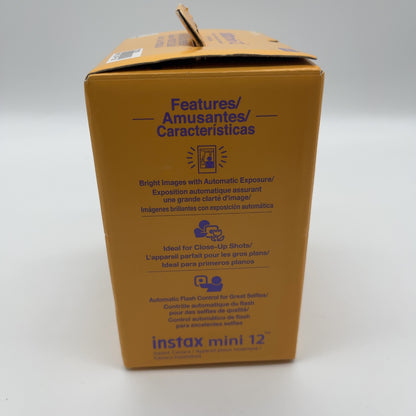 Features/
Amusantes/
Características
Bright Images with Automatic Exposure/
Exposition automatique assurant
une grande clarté d'image/
Imágenes brillantes con exposición automática
Ideal for Close-Up Shots/
L'appareil parfait pour les gros plans/
Ideal para primeros planos
Automatic Flash Control for Great Selfies/
Contrôle automatique de flash
pour des selfies de qualité/
Control automático de flash
para excelentes selfies
instax mini 12™